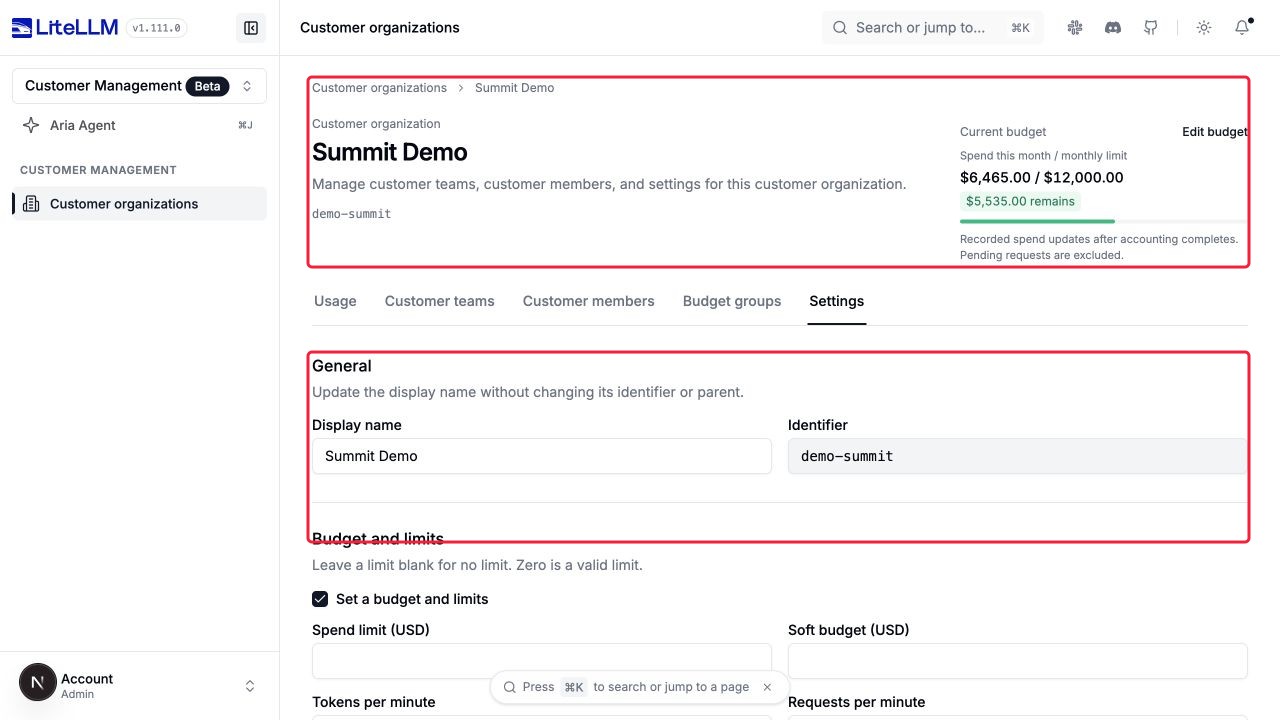 LiteLLM v1.111.0
Customer organizations
Search or jump to... ⌘K
Customer Management Beta
Aria Agent ⌘J
CUSTOMER MANAGEMENT
Customer organizations
Customer organizations > Summit Demo
Customer organization
Summit Demo
Manage customer teams, customer members, and settings for this customer organization.
demo-summit
Current budget Edit budget
Spend this month / monthly limit
$6,465.00 / $12,000.00
$5,535.00 remains
Recorded spend updates after accounting completes.
Pending requests are excluded.
Usage Customer teams Customer members Budget groups Settings
General
Update the display name without changing its identifier or parent.
Display name Identifier
Summit Demo demo-summit
Budget and limits
Leave a limit blank for no limit. Zero is a valid limit.
Set a budget and limits
Spend limit (USD) Soft budget (USD)
Press ⌘K to search or jump to a page ×
Tokens per minute Requests per minute
N Account
Admin